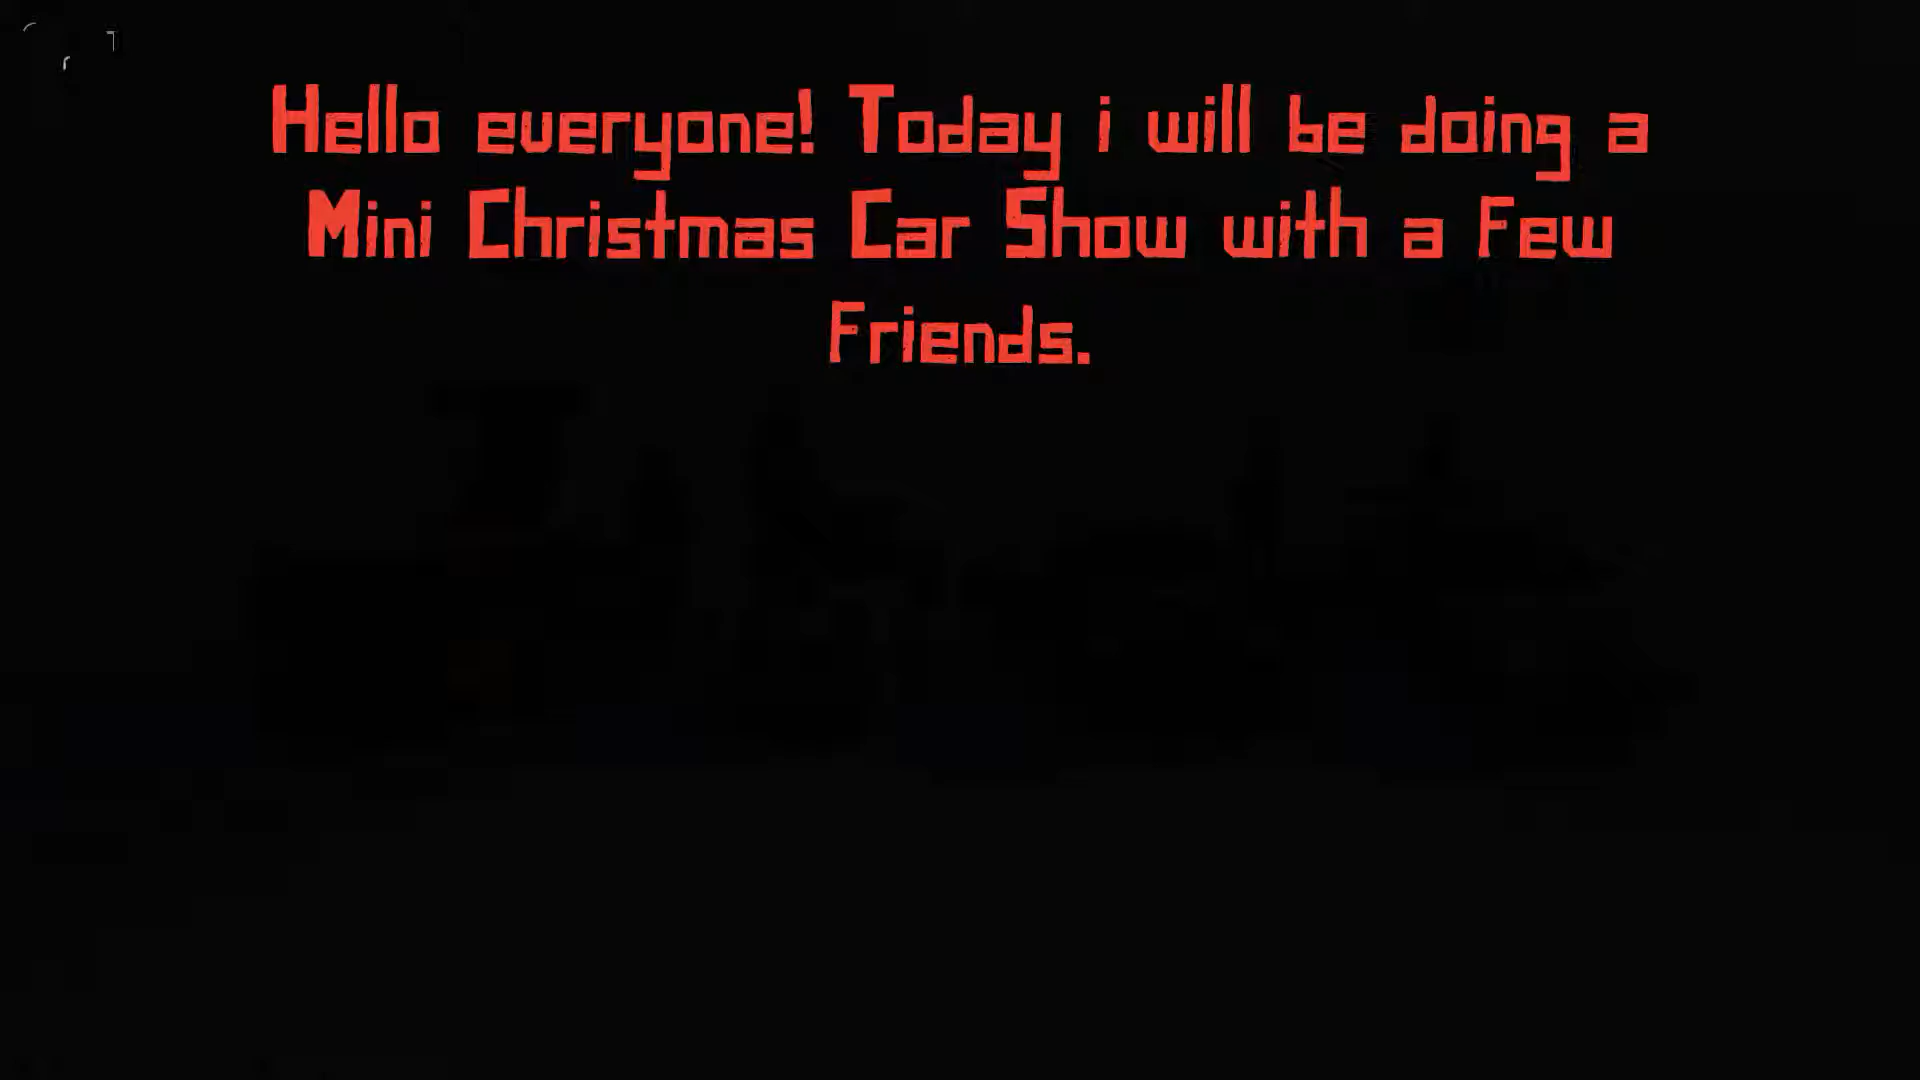 Hello everyone! Today i will be doing a
Mini Christmas Car Show with a Few
Friends.